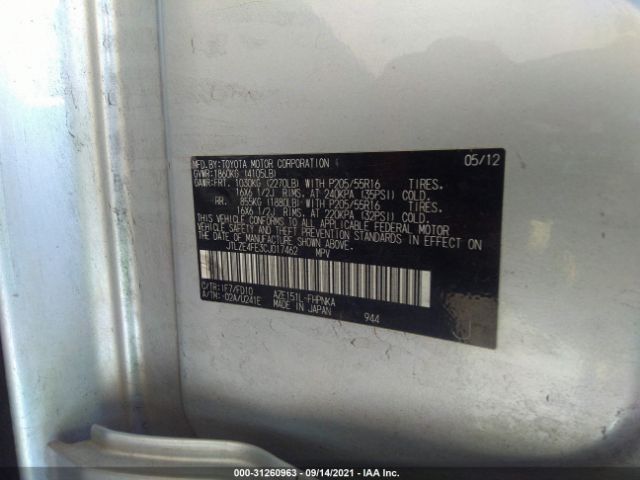 MFD.BY:TOYOTA MOTOR CORPORATION 05/12
GVWR:1860KG (4105LB)
GAWR:FRT. 1030KG (2270LB) WITH P205/55R16 TIRES,
16X6 1/2J RIMS, AT 240KPA (35PSI) COLD.
RR. 855KG (1880LB) WITH P205/55R16 TIRES,
16X6 1/2J RIMS, AT 220KPA (32PSI) COLD.
THIS VEHICLE CONFORMS TO ALL APPLICABLE FEDERAL MOTOR
VEHICLE SAFETY AND THEFT PREVENTION STANDARDS IN EFFECT ON
THE DATE OF MANUFACTURE SHOWN ABOVE.
JTLZE4FE3CJ017462 MPV
C/TR:1F7/FD10 AZE151L-FHPNKA
A/TM:-02A/U241E MADE IN JAPAN 944
000-31260963 - 09/14/2021 - IAA Inc.